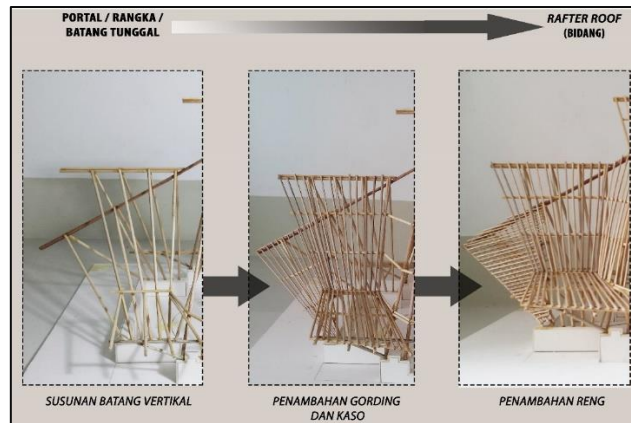 PORTAL / RANGKA /
BATANG TUNGGAL
RAFTER ROOF
(BIDANG)
SUSUNAN BATANG VERTIKAL
PENAMBAHAN GORDING
DAN KASO
PENAMBAHAN RENG